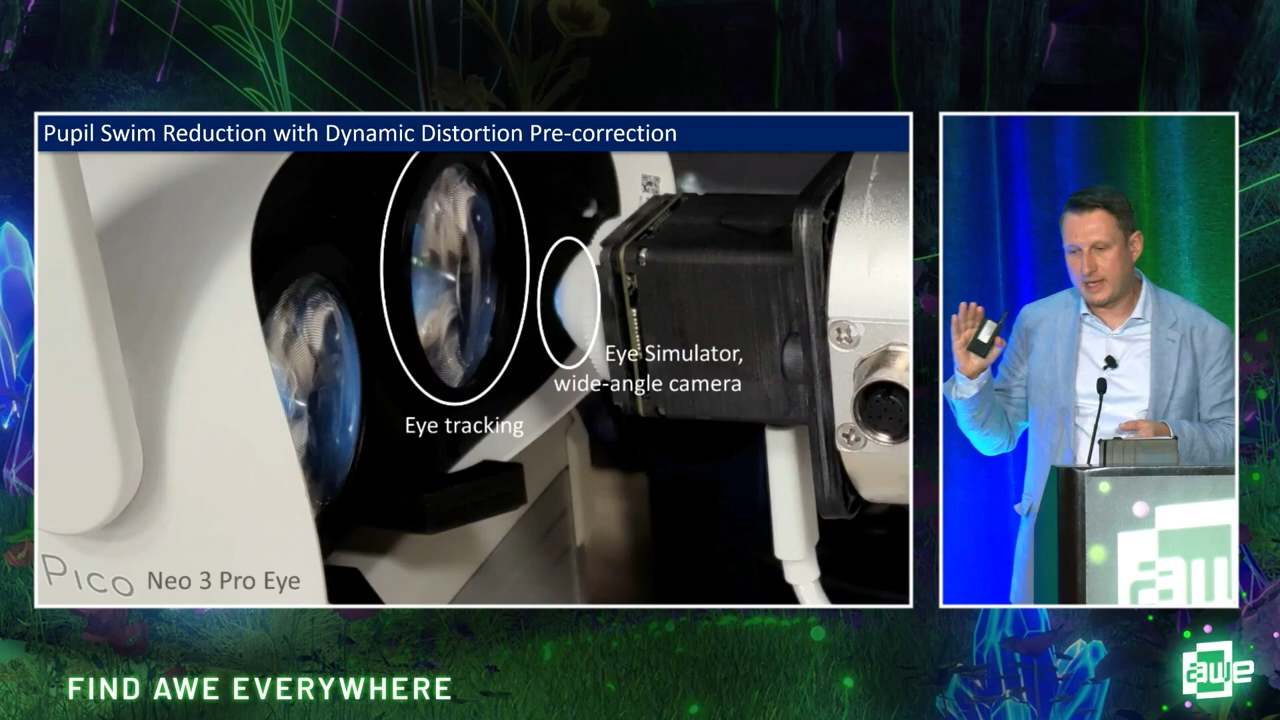 Pupil Swim Reduction with Dynamic Distortion Pre-correction
Eye Simulator,
wide-angle camera
Eye tracking
Pico Neo 3 Pro Eye
awe
FIND AWE EVERYWHERE
awe